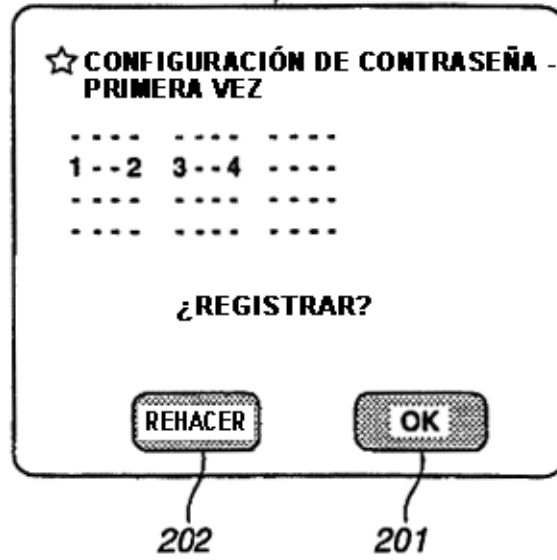 ☆ CONFIGURACIÓN DE CONTRASEÑA -
PRIMERA VEZ
- - - - - - - - - - - -
1 - - 2 3 - - 4 - - - -
- - - - - - - - - - - -
- - - - - - - - - - - -
¿REGISTRAR?
REHACER OK
202 201